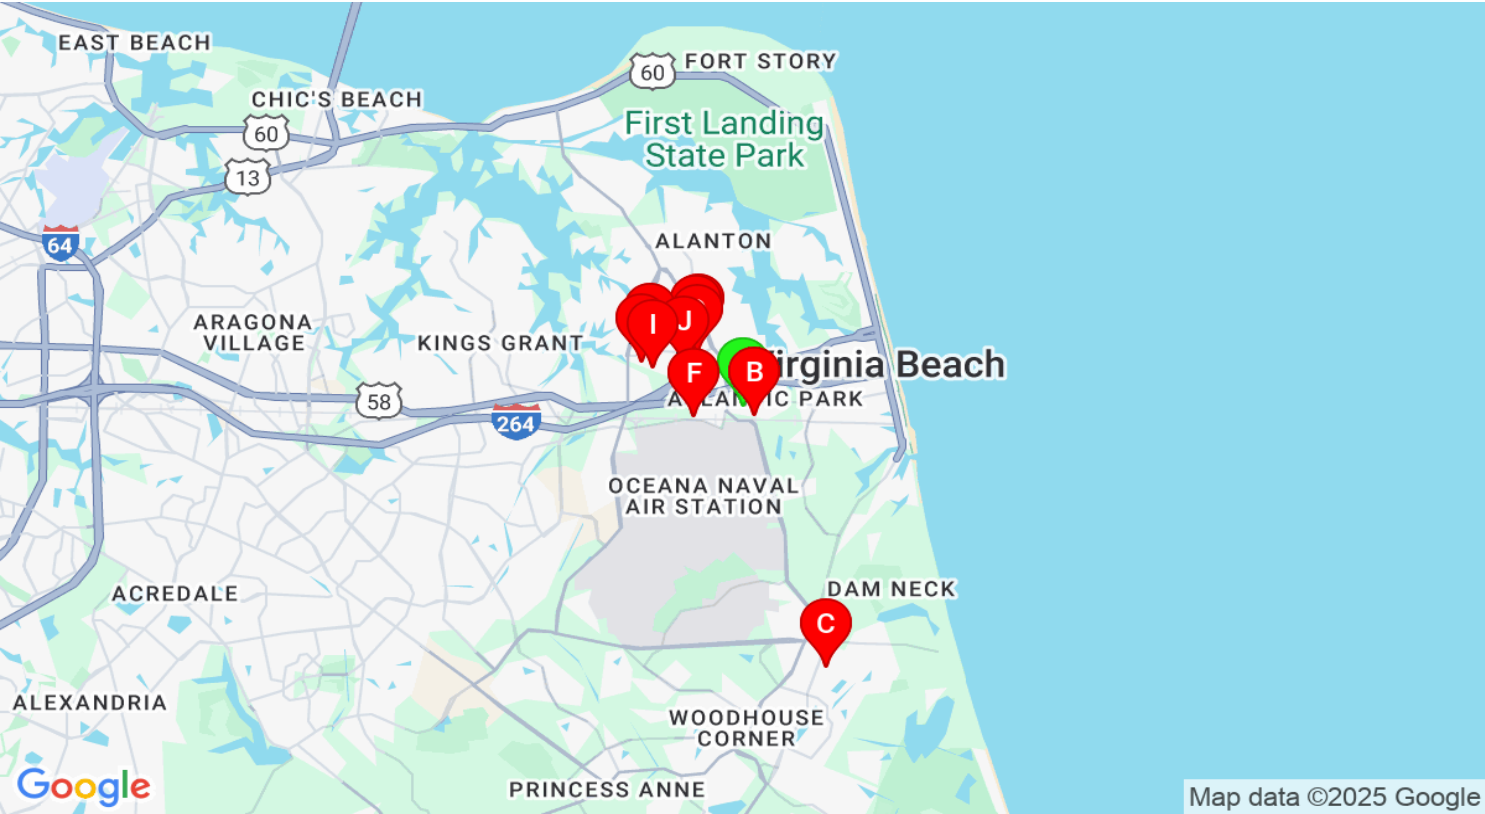 EAST BEACH
60
FORT STORY
CHIC'S BEACH
60
First Landing
State Park
13
64
ALANTON
ARAGONA
VILLAGE
KINGS GRANT
I
J
F
B
Virginia Beach
58
264
ATLANTIC PARK
OCEANA NAVAL
AIR STATION
ACREDALE
DAM NECK
C
ALEXANDRIA
WOODHOUSE
CORNER
PRINCESS ANNE
Google
Map data ©2025 Google